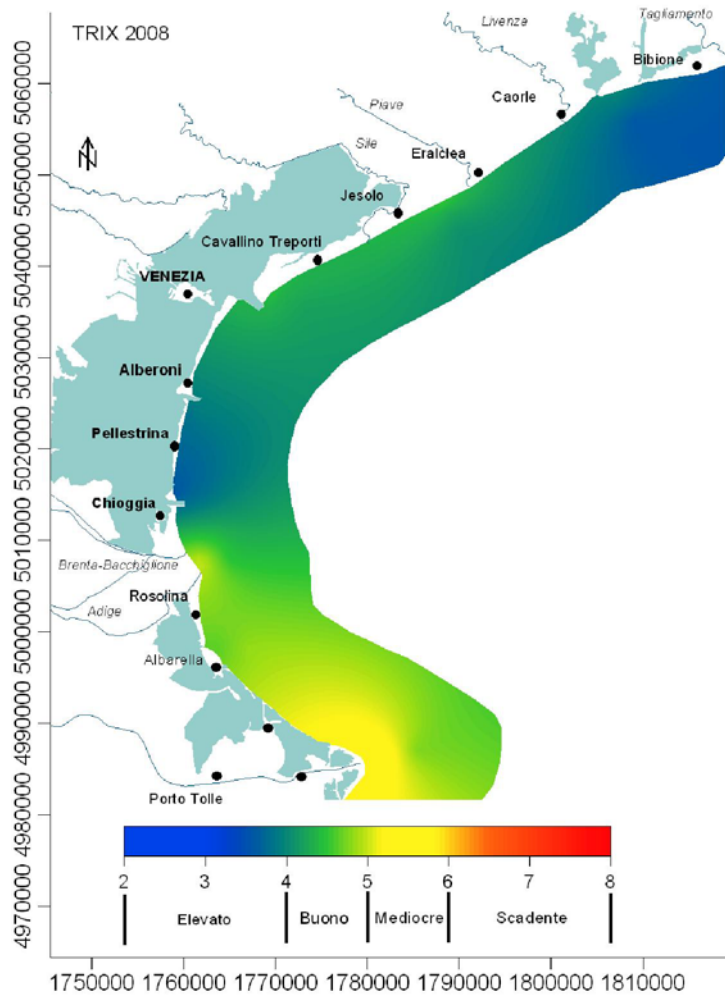 TRIX 2008
Tagliamento
Livenza
Bibione
Caorle
Piave
Eraiclea
Sile
Jesolo
Cavallino Treporti
VENEZIA
N
Alberoni
Pellestrina
Chioggia
Brenta-Bacchiglione
Rosolina
Adige
Albarella
Porto Tolle
5060000
5050000
5040000
5030000
5020000
5010000
5000000
4990000
4980000
4970000
2 3 4 5 6 7 8
Elevato Buono Mediocre Scadente
1750000 1760000 1770000 1780000 1790000 1800000 1810000